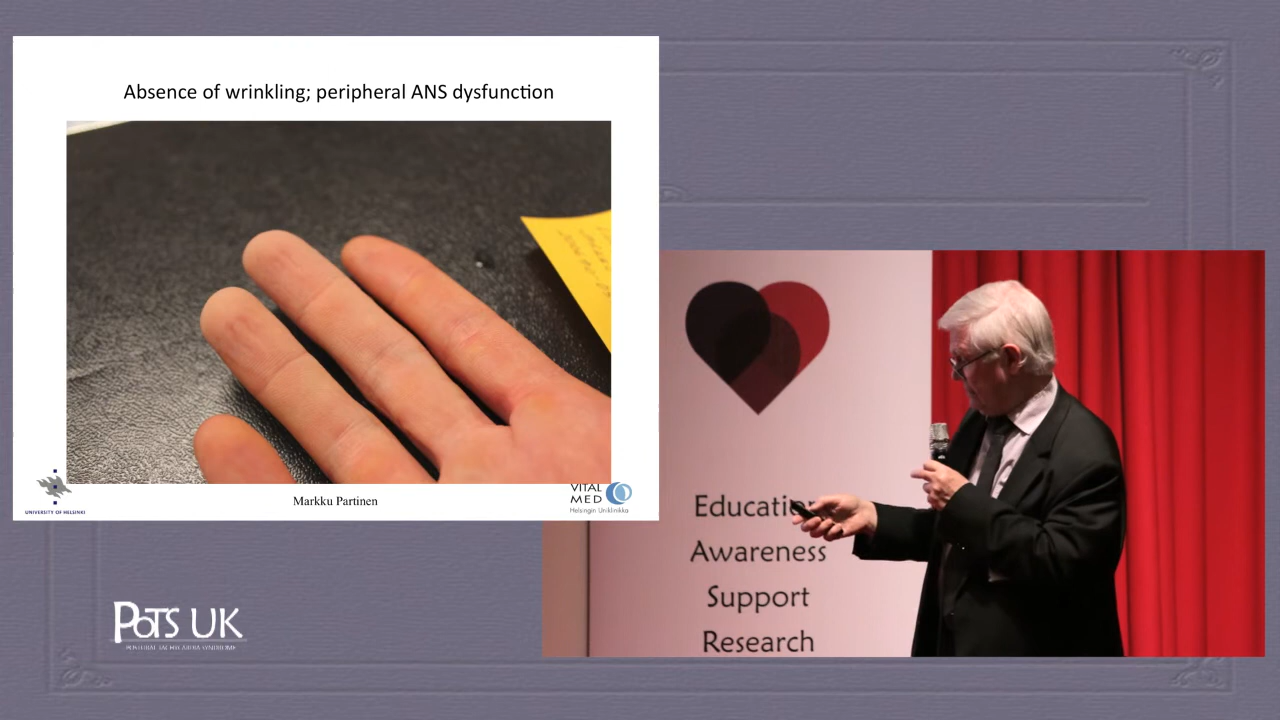 Absence of wrinkling; peripheral ANS dysfunction
UNIVERSITY OF HELSINKI
Markku Partinen
VITAL
MED
Helsingin Uniklinikka
Education
Awareness
Support
Research
PoTS UK